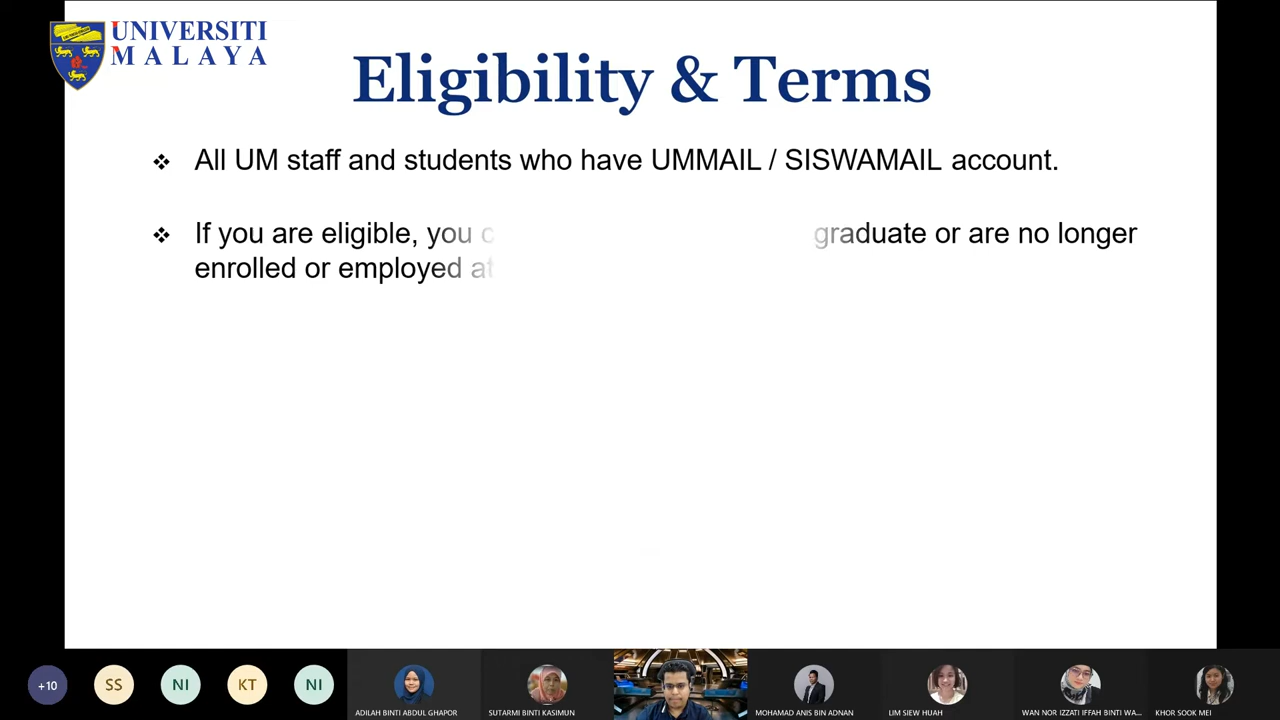 UNIVERSITI
MALAYA
Eligibility & Terms
❖ All UM staff and students who have UMMAIL / SISWAMAIL account.
❖ If you are eligible, you graduate or are no longer
enrolled or employed at
+10
SS
NI
KT
NI
ADILAH BINTI ABDUL GHAPOR
SUTARMI BINTI KASIMUN
MOHAMAD ANIS BIN ADNAN
LIM SIEW HUAH
WAN NOR IZZATI IFFAH BINTI WA...
KHOR SOOK MEI